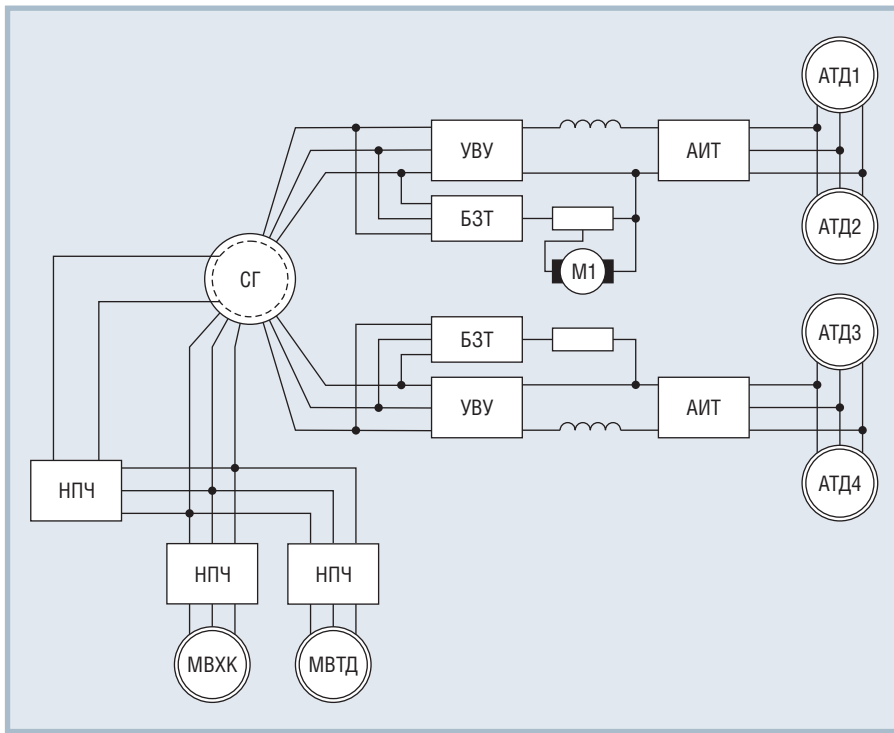 АТД1
УВУ
АИТ
БЗТ
АТД2
М1
СГ
БЗТ
АТД3
УВУ
АИТ
АТД4
НПЧ
НПЧ
НПЧ
МВХК
МВТД